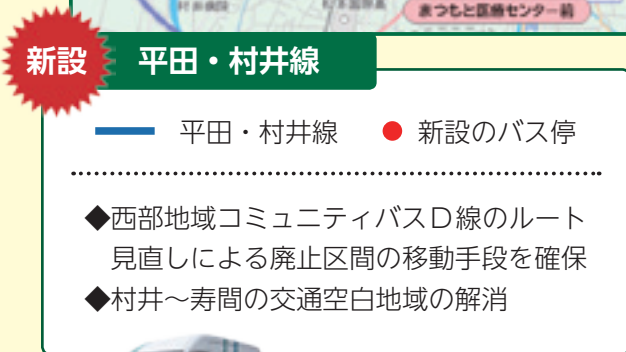 まつもと医療センター前
新設
平田・村井線
平田・村井線
新設のバス停
◆西部地域コミュニティバスD線のルート
見直しによる廃止区間の移動手段を確保
◆村井～寿間の交通空白地域の解消